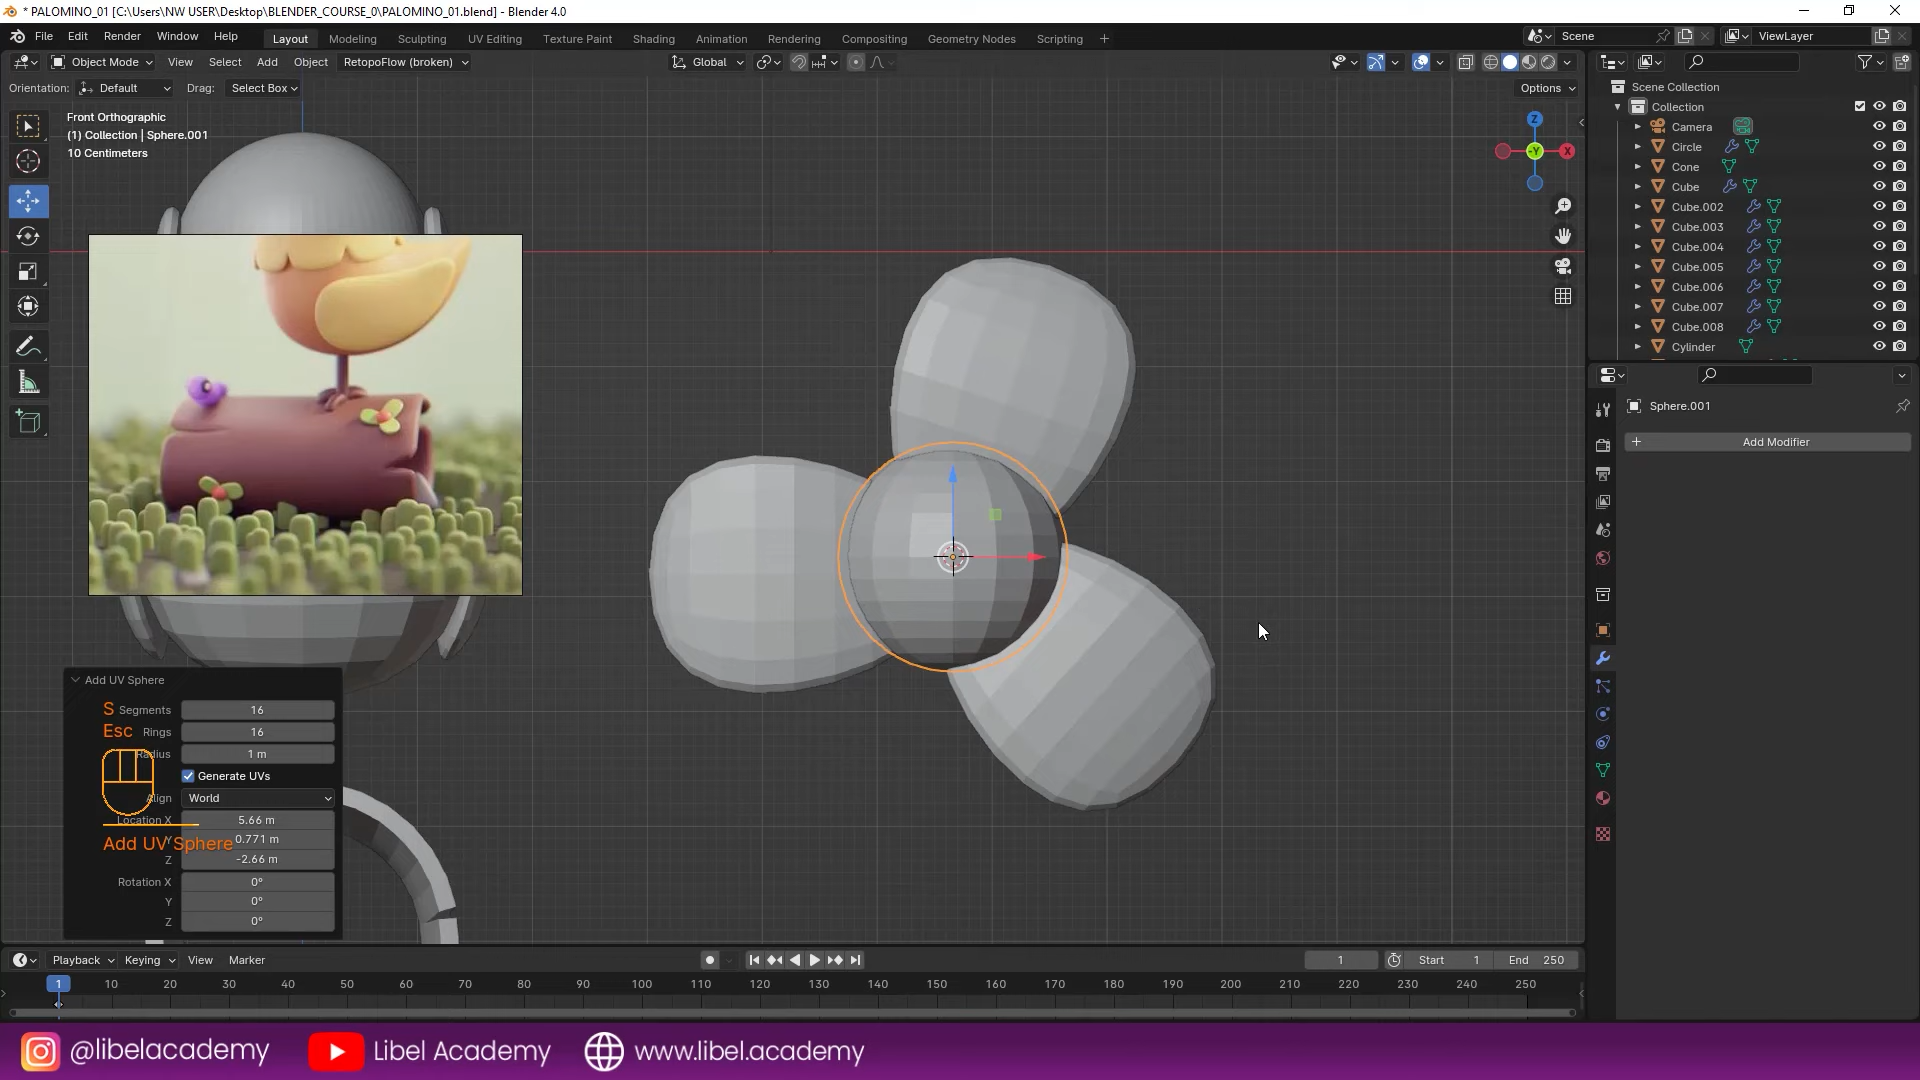 * PALOMINO_01 [C:\Users\NW USER\Desktop\BLENDER_COURSE_0\PALOMINO_01.blend] - Blender 4.0
File Edit Render Window Help
Layout Modeling Sculpting UV Editing Texture Paint Shading Animation Rendering Compositing Geometry Nodes Scripting +
Scene
ViewLayer
Object Mode View Select Add Object RetopoFlow (broken)
Global
Orientation: Default Drag: Select Box
Options
Front Orthographic
(1) Collection | Sphere.001
10 Centimeters
Z
-Y
X
Scene Collection
Collection
Camera
Circle
Cone
Cube
Cube.002
Cube.003
Cube.004
Cube.005
Cube.006
Cube.007
Cube.008
Cylinder
Sphere.001
+ Add Modifier
Add UV Sphere
Segments 16
Rings 16
Radius 1 m
Generate UVs
Align World
Location X 5.66 m
Y 0.771 m
Z -2.66 m
Rotation X 0°
Y 0°
Z 0°
S
Esc
Add UV Sphere
Playback Keying View Marker
1
Start 1
End 250
1 10 20 30 40 50 60 70 80 90 100 110 120 130 140 150 160 170 180 190 200 210 220 230 240 250
@libelacademy
Libel Academy
www.libel.academy